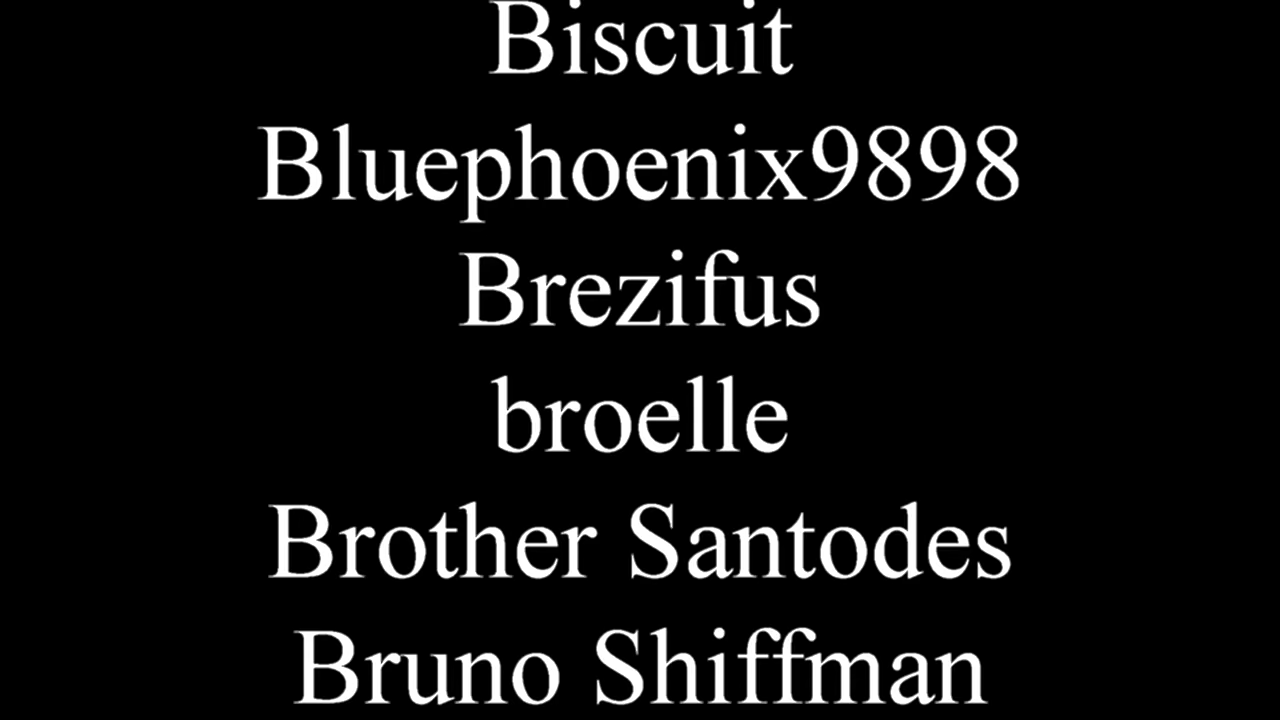 Biscuit
Bluephoenix9898
Brezifus
broelle
Brother Santodes
Bruno Shiffman